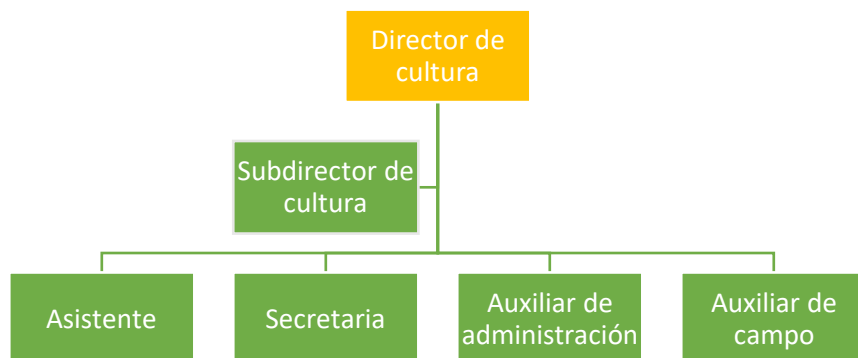 Director de
cultura
Subdirector de
cultura
Asistente
Secretaria
Auxiliar de
administración
Auxiliar de
campo